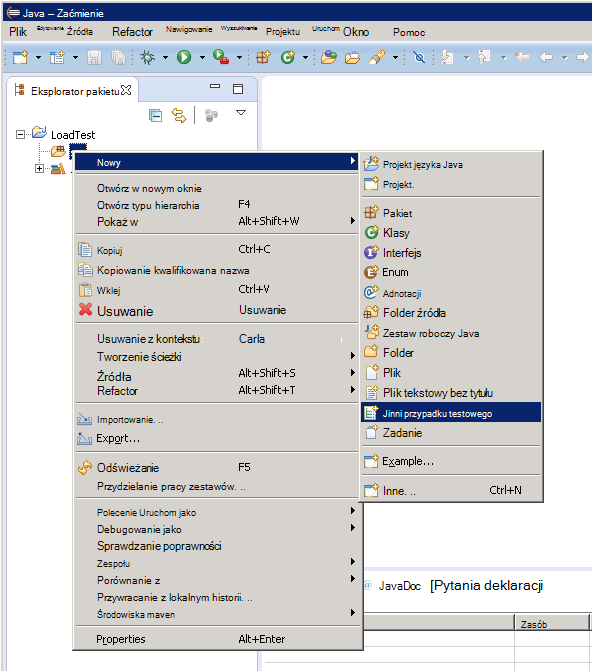 Java – Zaćmienie
Plik Edytowanie Źródła Refactor Nawigowanie Wyszukiwanie Projektu Uruchom Okno Pomoc
Eksplorator pakietu
LoadTest
Nowy
Otwórz w nowym oknie
Otwórz typu hierarchia F4
Pokaż w Alt+Shift+W
Kopiuj Ctrl+C
Kopiowanie kwalifikowana nazwa
Wklej Ctrl+V
Usuwanie Usuwanie
Usuwanie z kontekstu Carla
Tworzenie ścieżki
Źródła Alt+Shift+S
Refactor Alt+Shift+T
Importowanie. ..
Export...
Odświeżanie F5
Przydzielanie pracy zestawów. ..
Polecenie Uruchom jako
Debugowanie jako
Sprawdzanie poprawności
Zespołu
Porównanie z
Przywracanie z lokalnym historii. ..
Środowiska maven
Properties Alt+Enter
Projekt języka Java
Projekt.
Pakiet
Klasy
Interfejs
Enum
Adnotacji
Folder źródła
Zestaw roboczy Java
Folder
Plik
Plik tekstowy bez tytułu
Jinni przypadku testowego
Zadanie
Example...
Inne. .. Ctrl+N
@ JavaDoc [Pytania deklaracji
Zasób